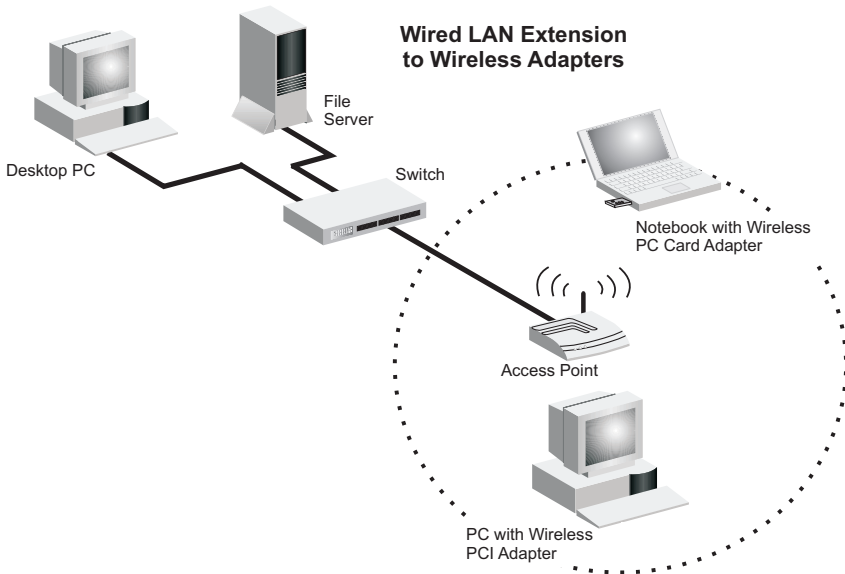 Wired LAN Extension
to Wireless Adapters
File
Server
Desktop PC
Switch
Notebook with Wireless
PC Card Adapter
Access Point
PC with Wireless
PCI Adapter